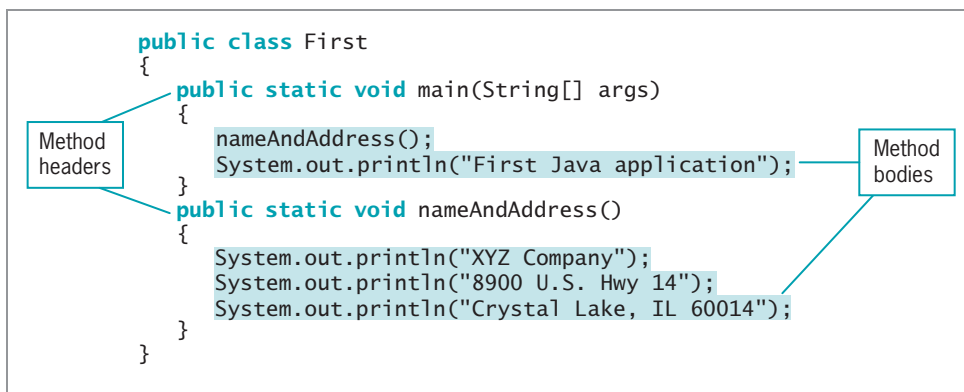 public class First
{
public static void main(String[] args)
{
nameAndAddress();
System.out.println("First Java application");
}
public static void nameAndAddress()
{
System.out.println("XYZ Company");
System.out.println("8900 U.S. Hwy 14");
System.out.println("Crystal Lake, IL 60014");
}
}
Method
headers
Method
bodies